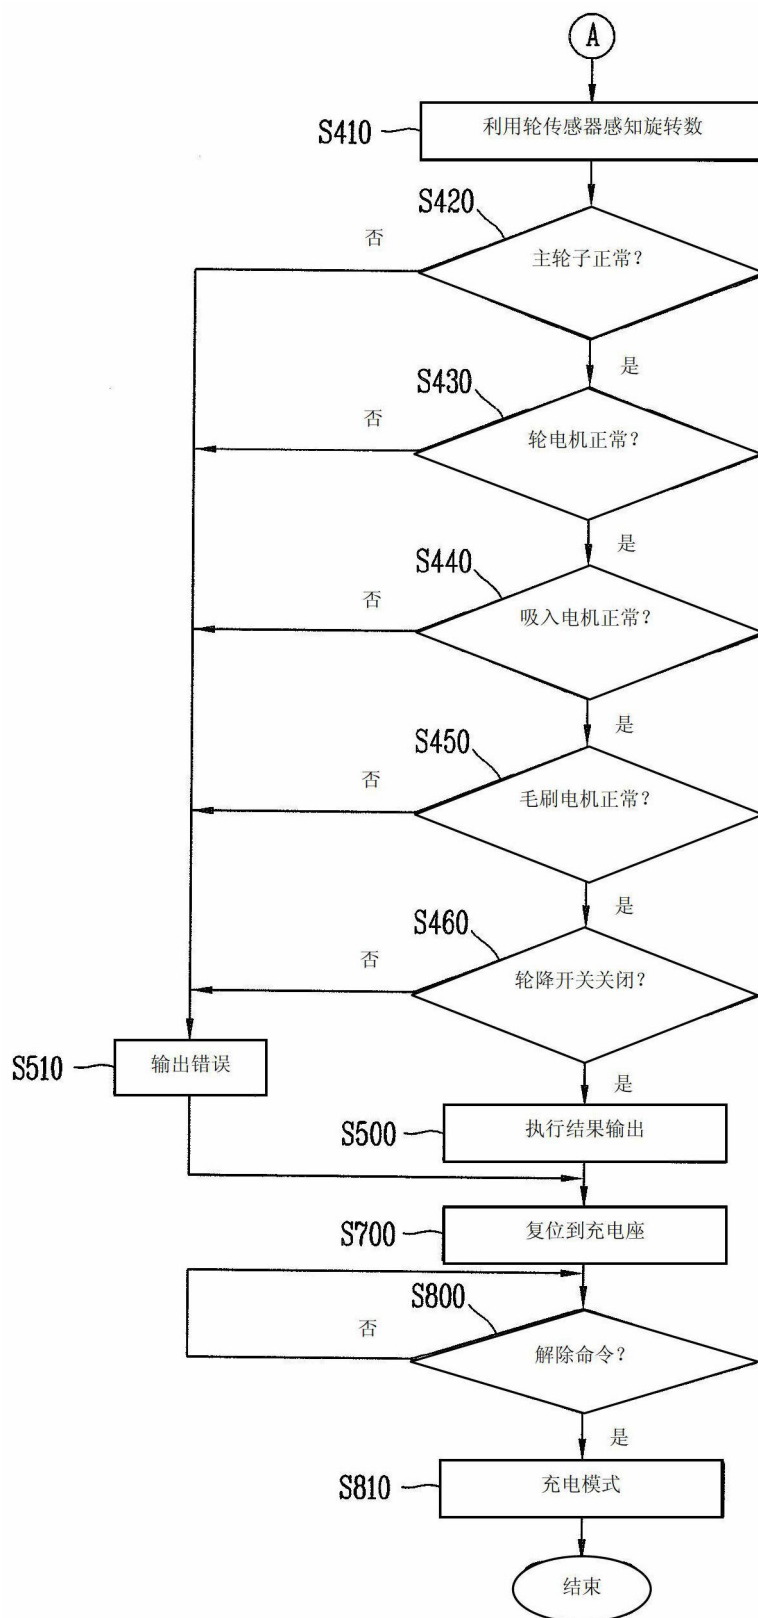 A
S410
利用轮传感器感知旋转数
S420
否
主轮子正常?
是
S430
否
轮电机正常?
是
S440
否
吸入电机正常?
是
S450
否
毛刷电机正常?
是
S460
否
轮降开关关闭?
S510
输出错误
是
S500
执行结果输出
S700
复位到充电座
S800
否
解除命令?
是
S810
充电模式
结束